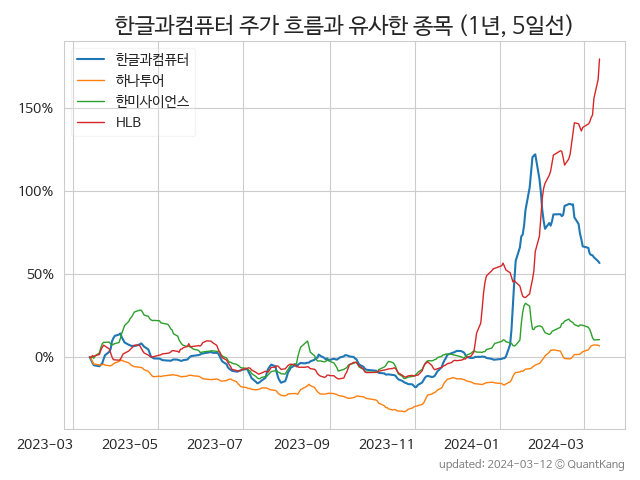 한글과컴퓨터 주가 흐름과 유사한 종목 (1년, 5일선)
한글과컴퓨터
하나투어
한미사이언스
HLB
150%
100%
50%
0%
2023-03 2023-05 2023-07 2023-09 2023-11 2024-01 2024-03
updated: 2024-03-12 © QuantKang